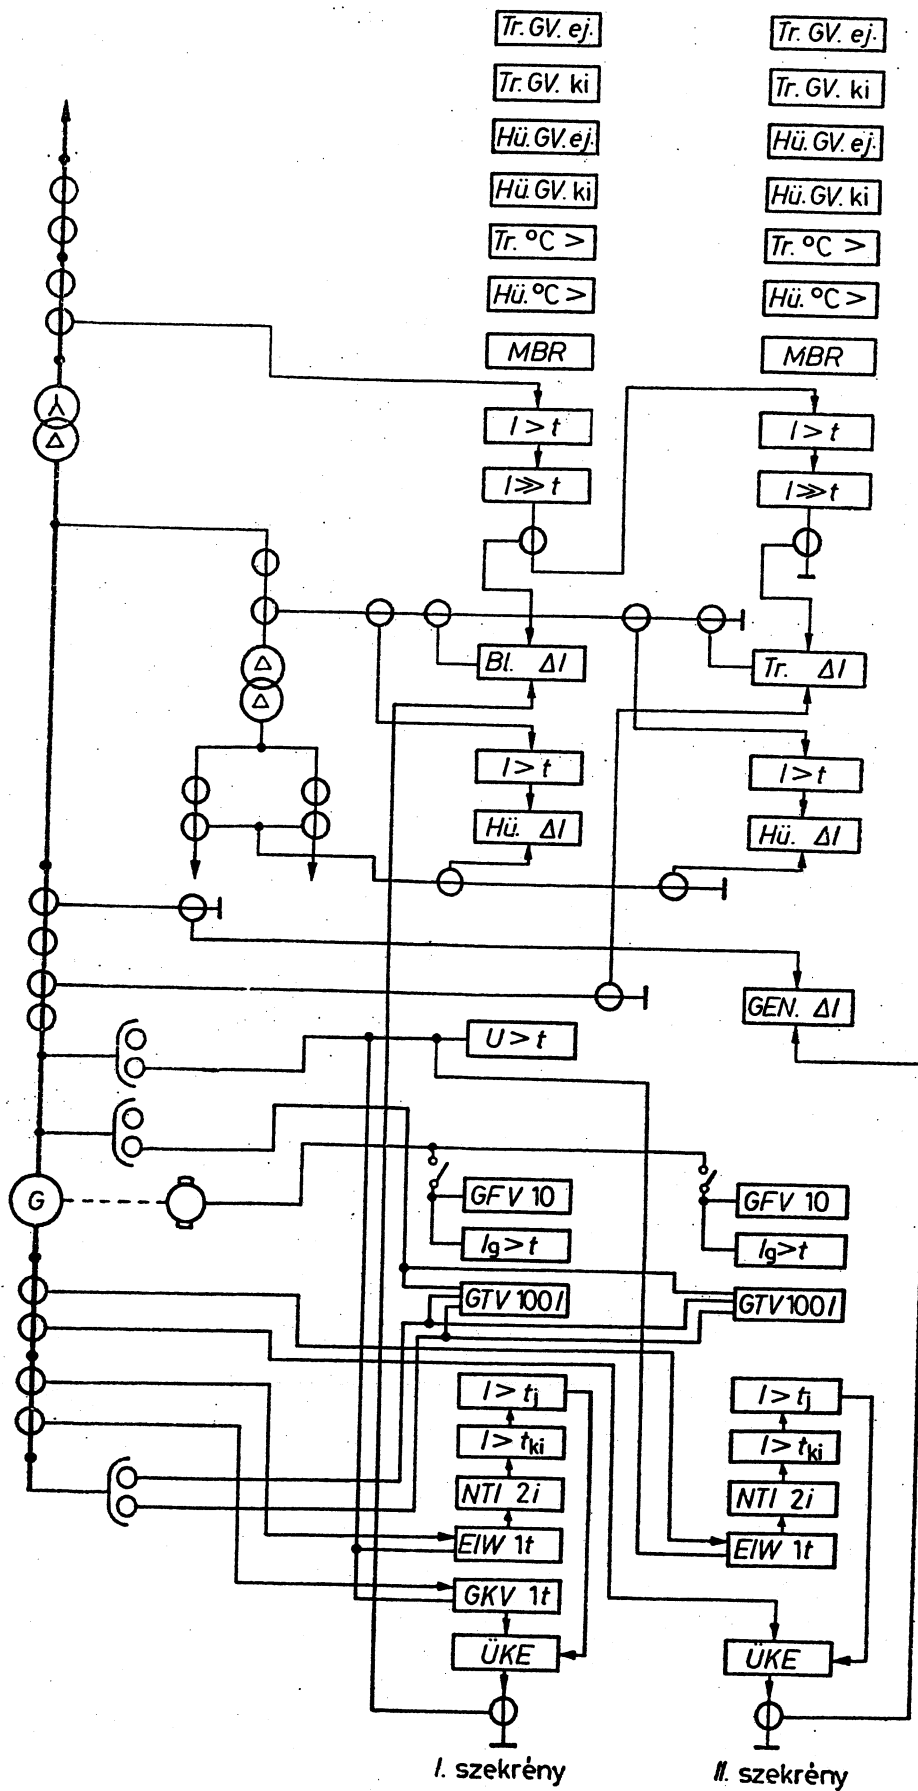 Tr. GV. ej.
Tr. GV. ej.
Tr. GV. ki
Tr. GV. ki
Hü. GV. ej.
Hü. GV. ej.
Hü. GV. ki
Hü. GV. ki
Tr. °C >
Tr. °C >
Hü. °C >
Hü. °C >
MBR
MBR
I > t
I > t
I ≫ t
I ≫ t
Bl. ΔI
Tr. ΔI
I > t
I > t
Hü. ΔI
Hü. ΔI
GEN. ΔI
U > t
G
GFV 10
GFV 10
Ig > t
Ig > t
GTV 100 I
GTV 100 I
I > tj
I > tj
I > tki
I > tki
NTI 2i
NTI 2i
EIW 1t
EIW 1t
GKV 1t
ÜKE
ÜKE
I. szekrény
II. szekrény